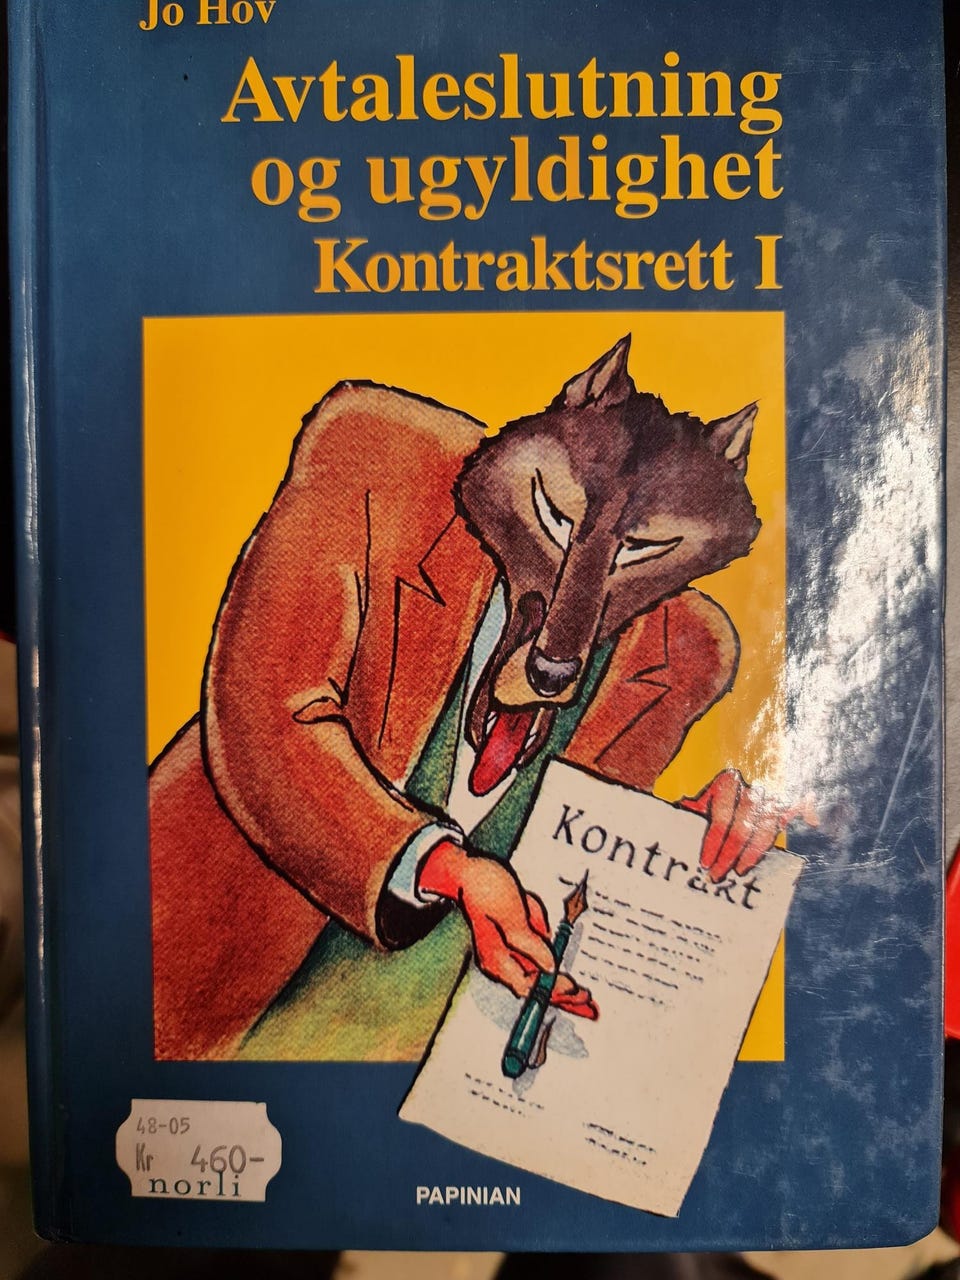 Jo Hov
Avtaleslutning
og ugyldighet
Kontraktsrett I
Kontrakt
48-05
Kr 460-
norli
PAPINIAN